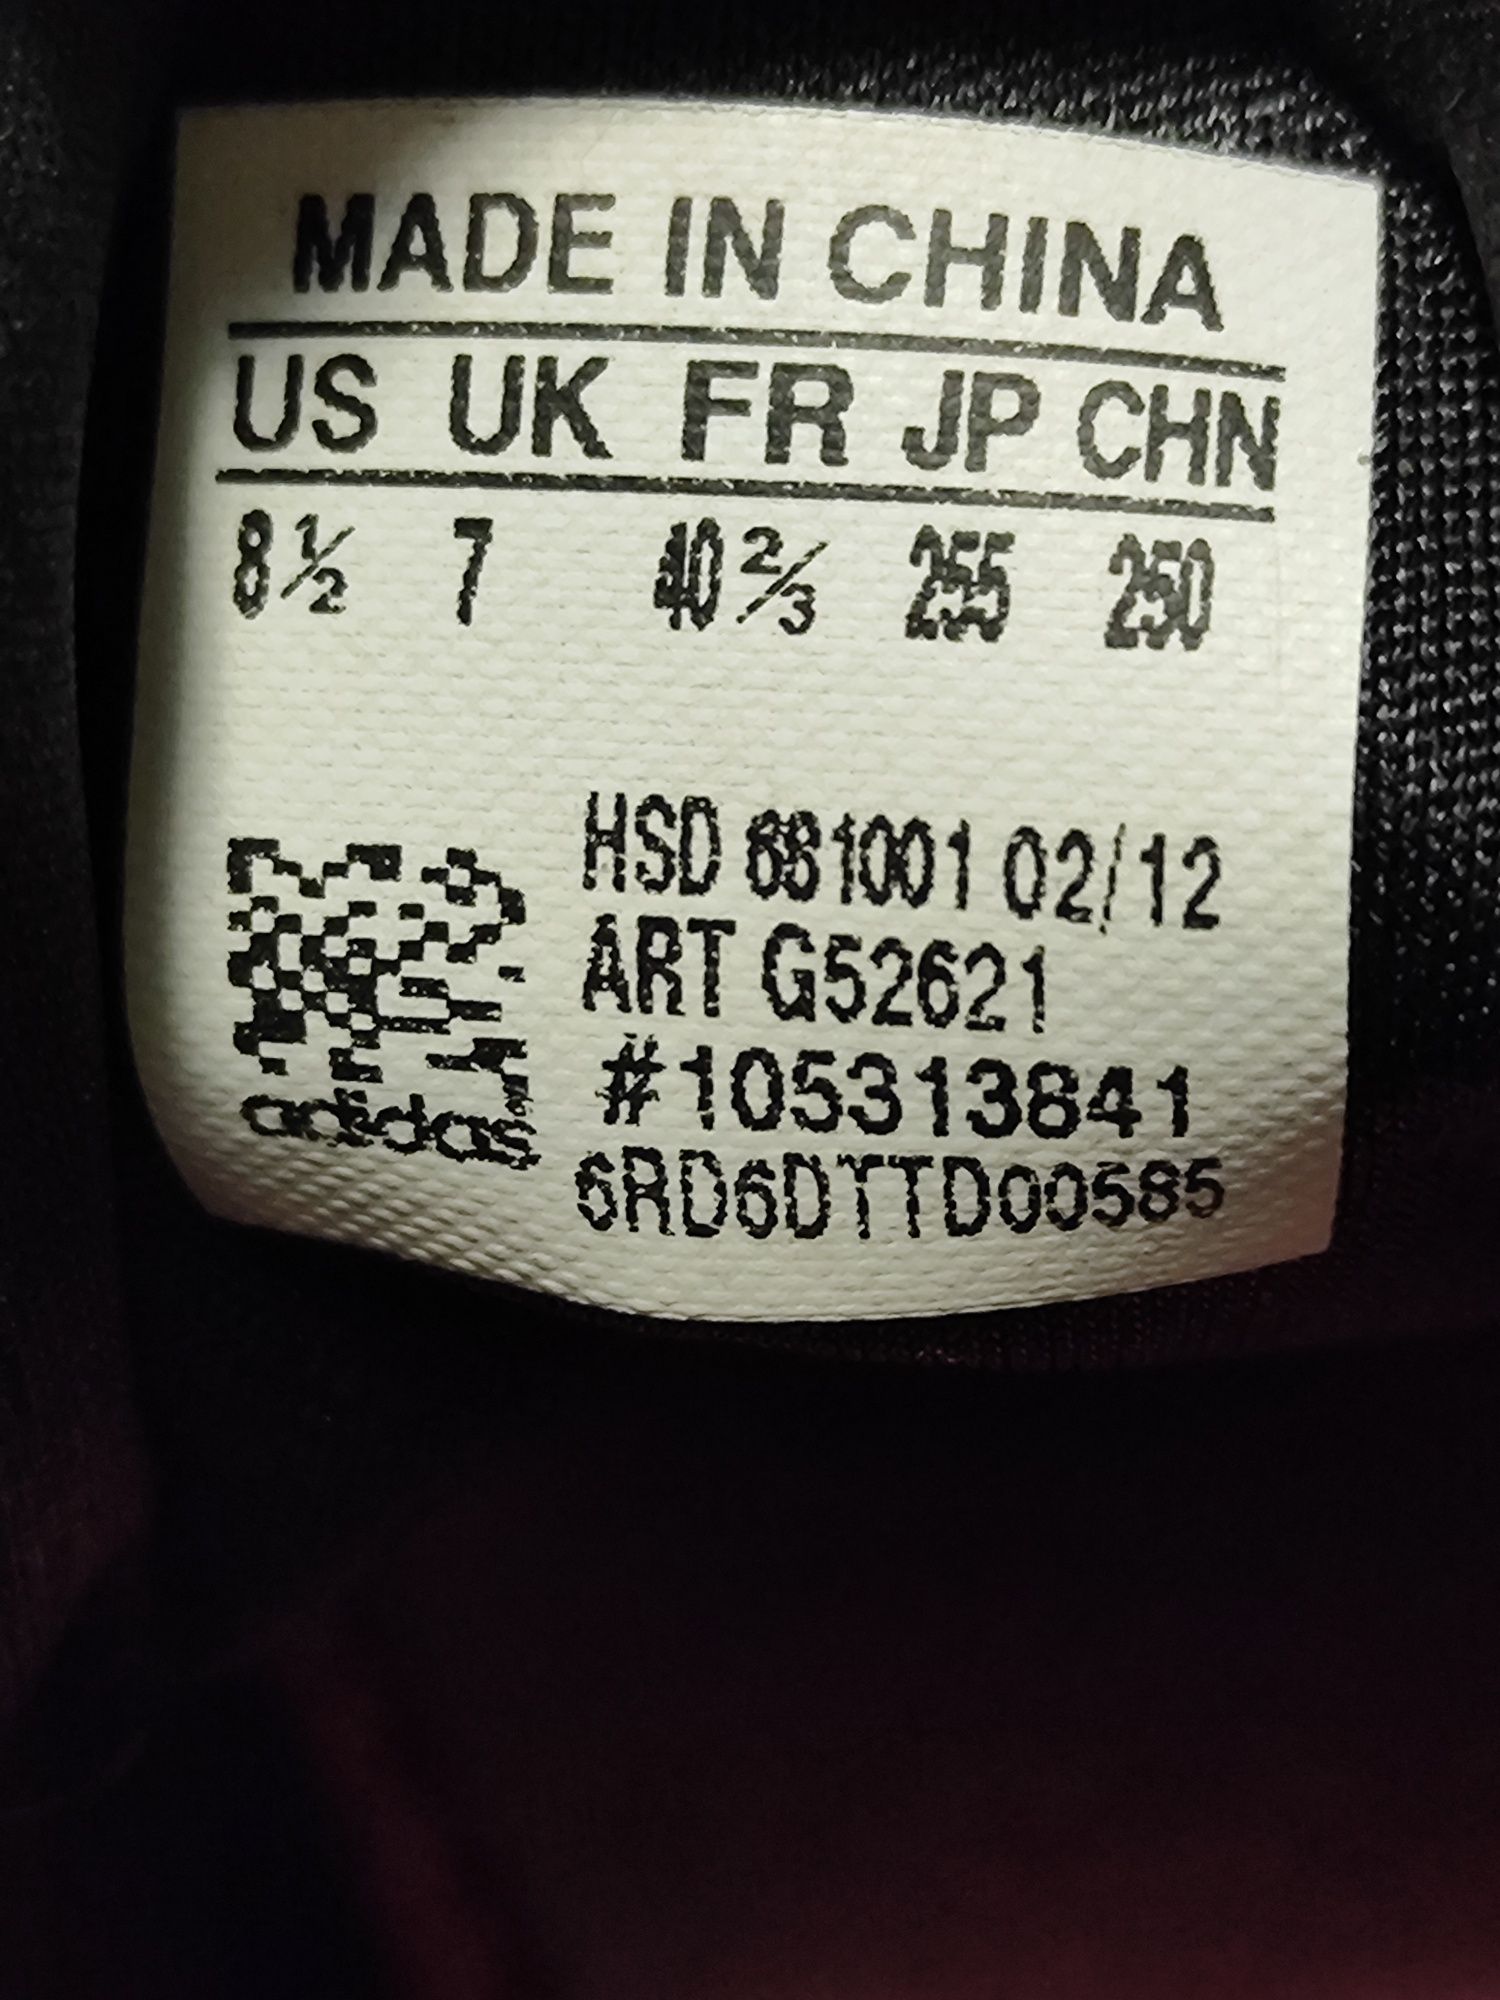 MADE IN CHINA
US UK FR JP CHN
8½ 7 40⅔ 255 250
HSD 681001 02/12
ART G52621
#105313841
6RD6DTTD00585
adidas